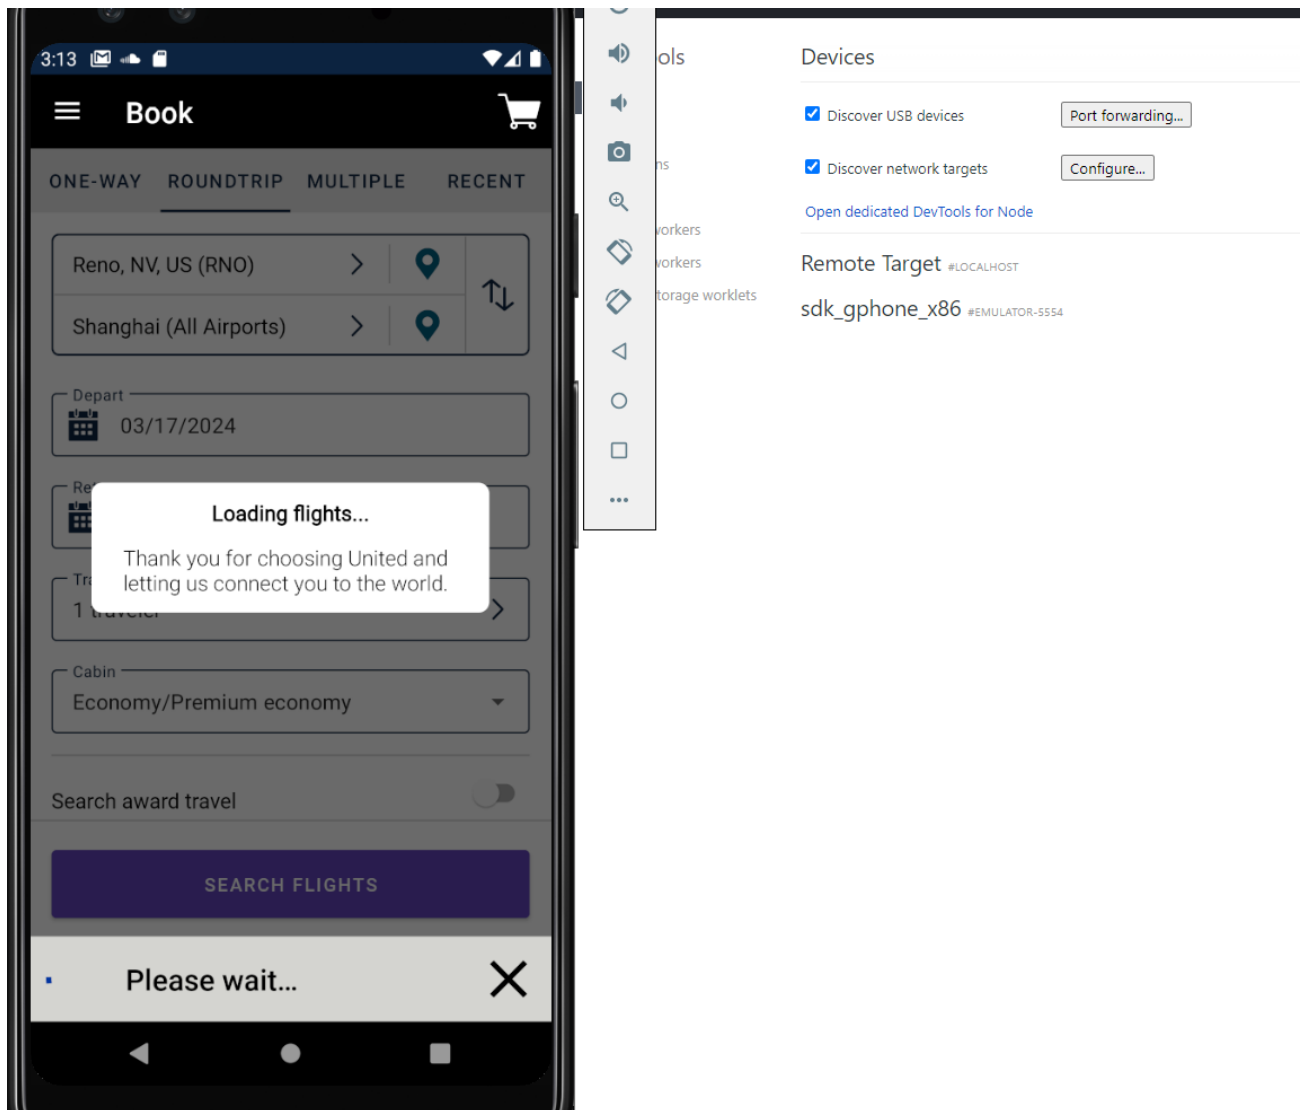 3:13
Book
ONE-WAY ROUNDTRIP MULTIPLE RECENT
Reno, NV, US (RNO)
Shanghai (All Airports)
Depart
03/17/2024
Loading flights...
Thank you for choosing United and
letting us connect you to the world.
1 traveler
Cabin
Economy/Premium economy
Search award travel
SEARCH FLIGHTS
Please wait...
ols
ns
vorkers
vorkers
torage worklets
Devices
Discover USB devices Port forwarding...
Discover network targets Configure...
Open dedicated DevTools for Node
Remote Target #LOCALHOST
sdk_gphone_x86 #EMULATOR-5554